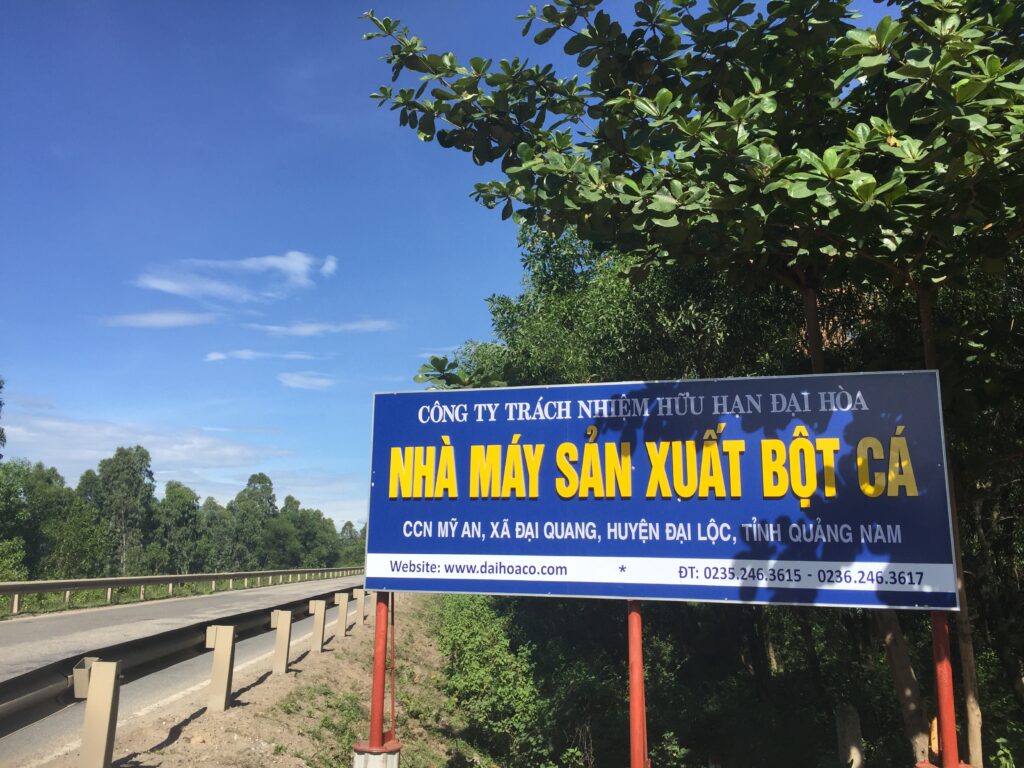 CÔNG TY TRÁCH NHIỆM HỮU HẠN ĐẠI HÒA
NHÀ MÁY SẢN XUẤT BỘT CÁ
CCN MỸ AN, XÃ ĐẠI QUANG, HUYỆN ĐẠI LỘC, TỈNH QUẢNG NAM
Website: www.daihoaco.com * ĐT: 0235.246.3615 - 0236.246.3617